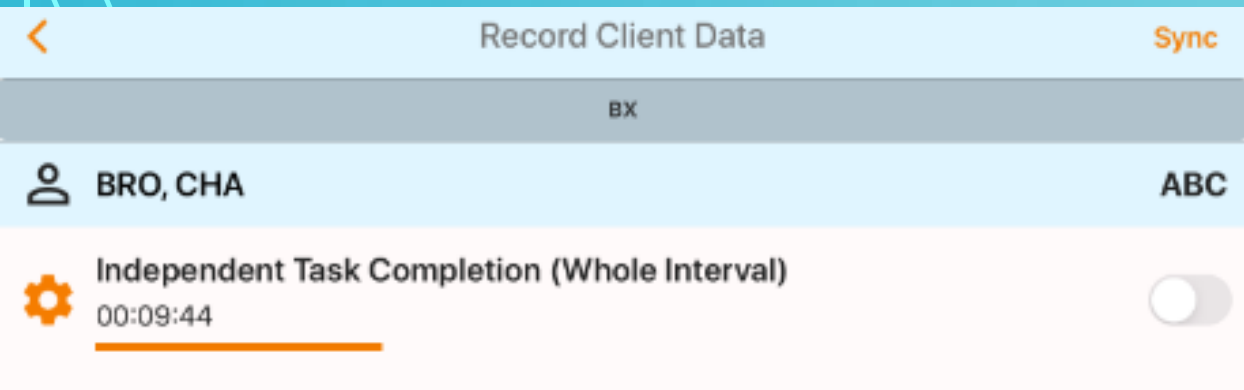 Record Client Data
Sync
BX
BRO, CHA
ABC
Independent Task Completion (Whole Interval)
00:09:44